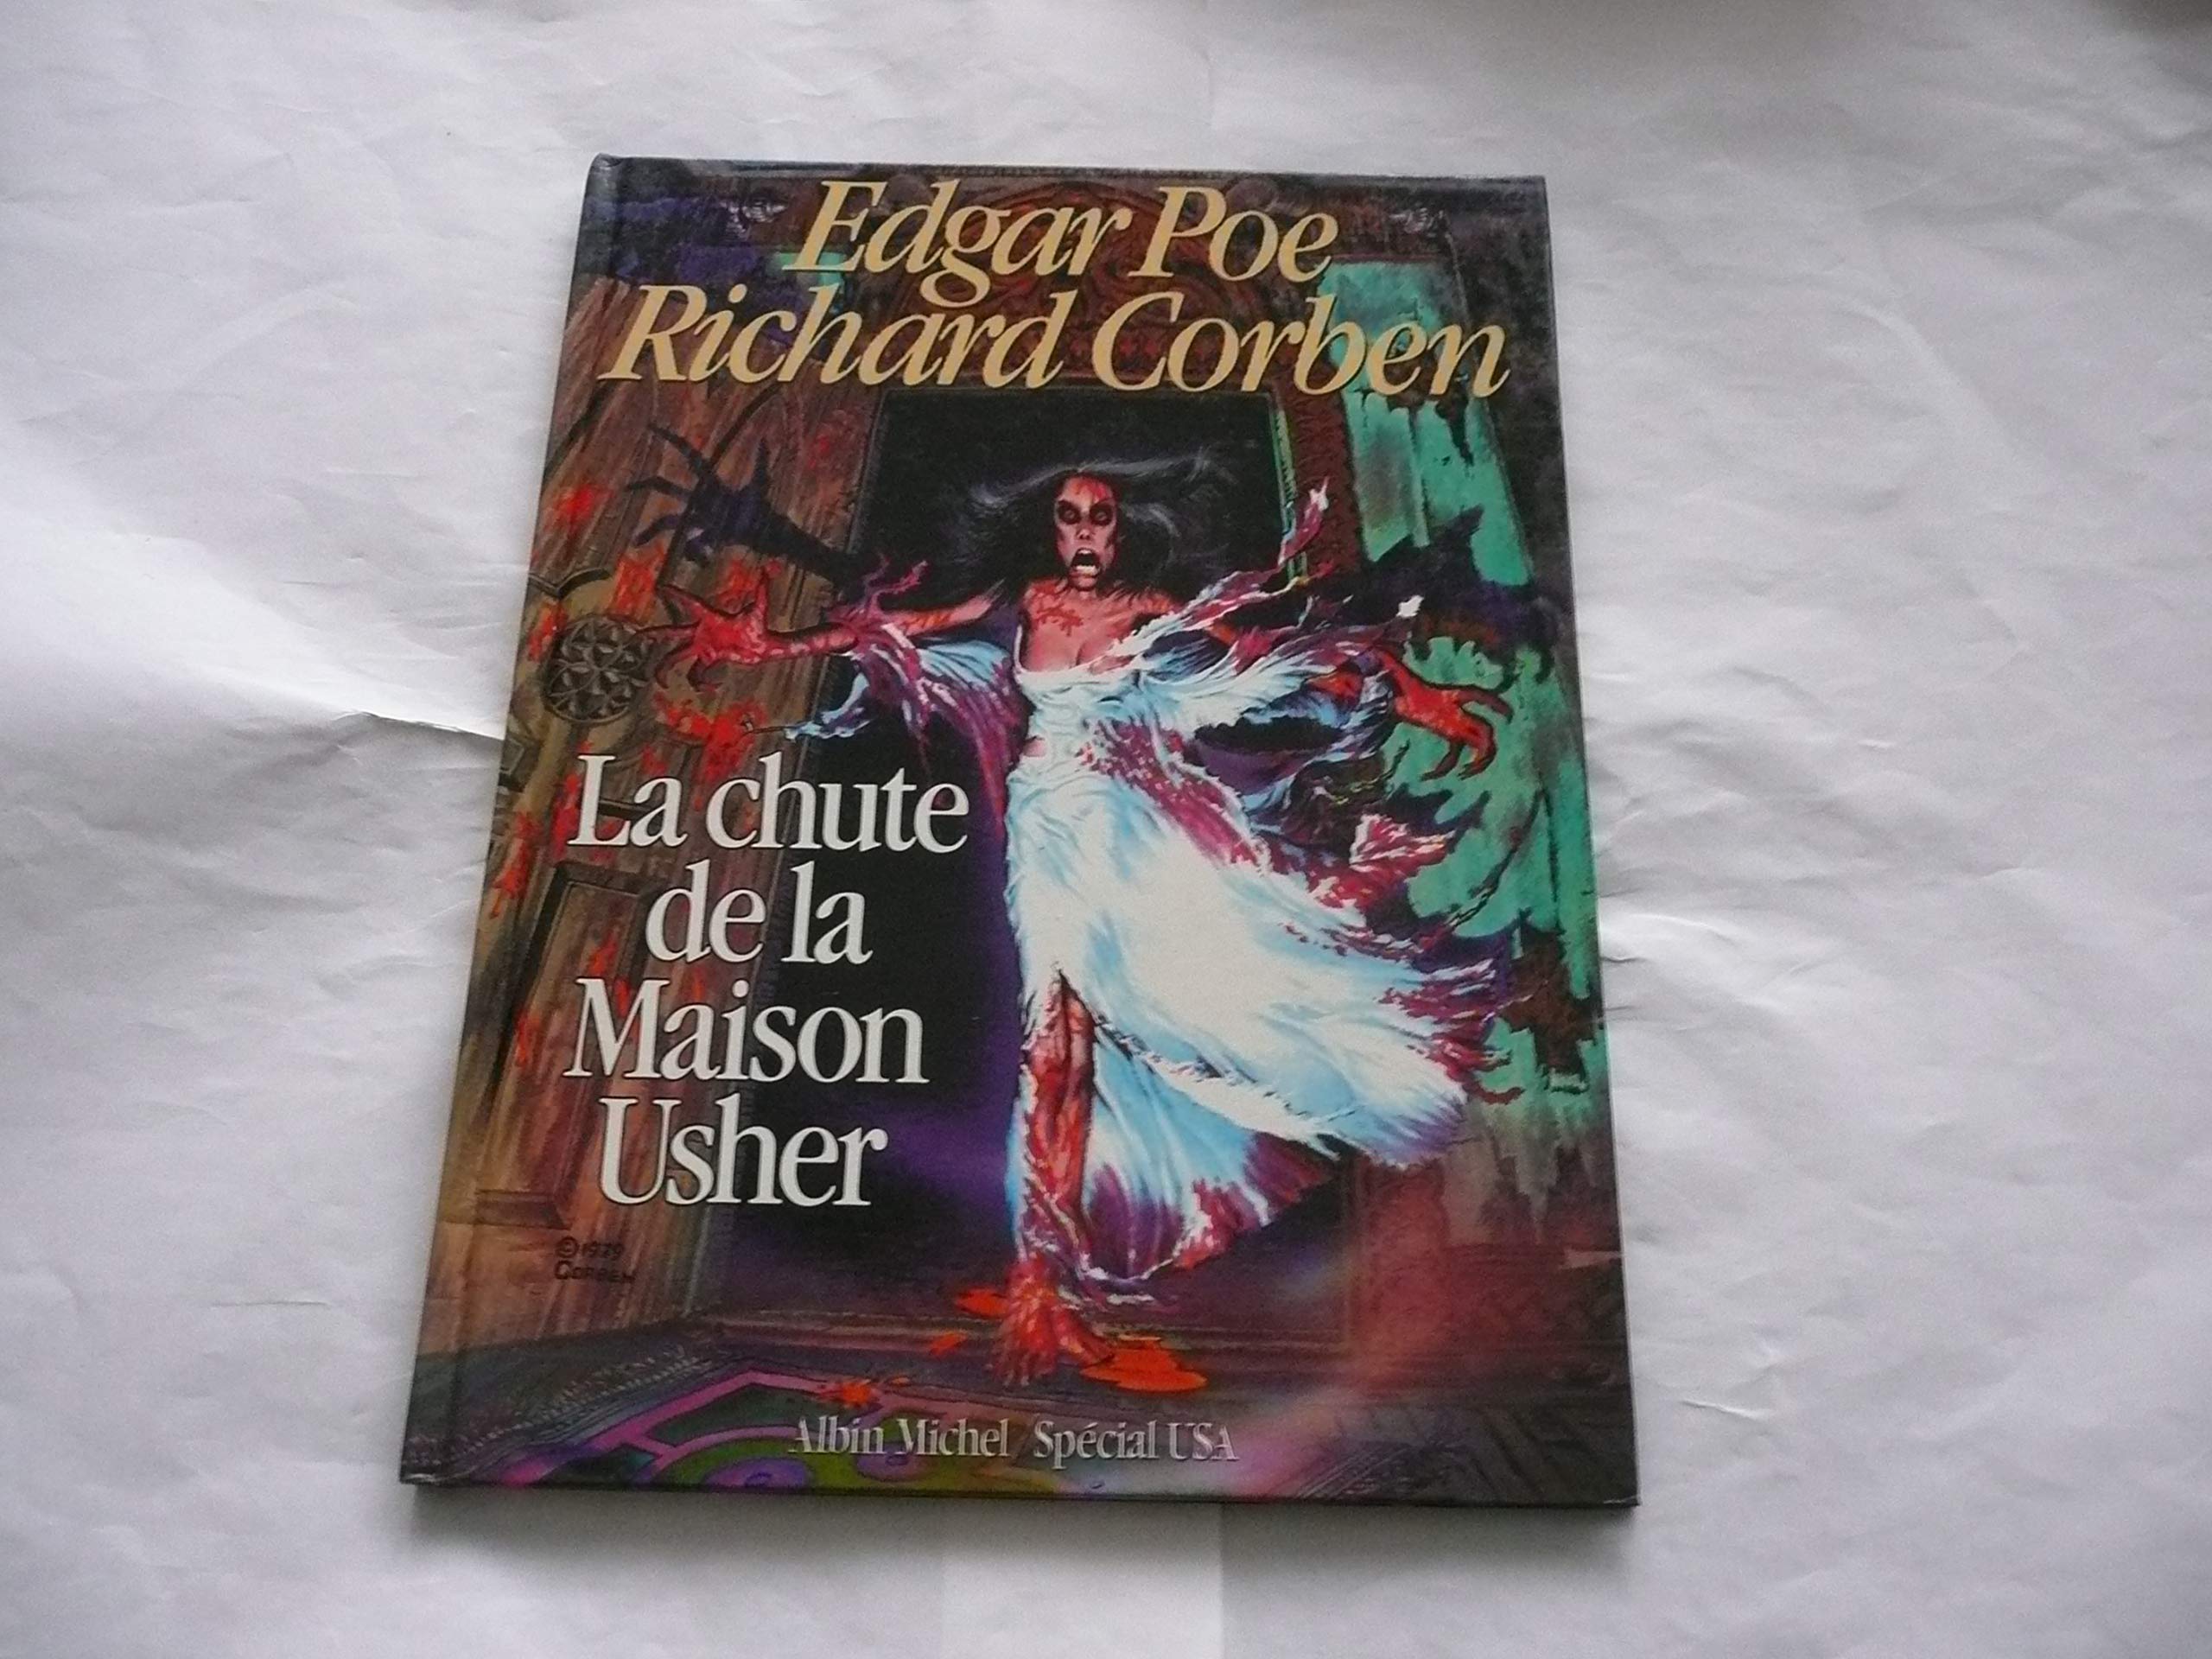 Edgar Poe
Richard Corben
La chute
de la
Maison
Usher
©1979
CORBEN
Albin Michel / Spécial USA